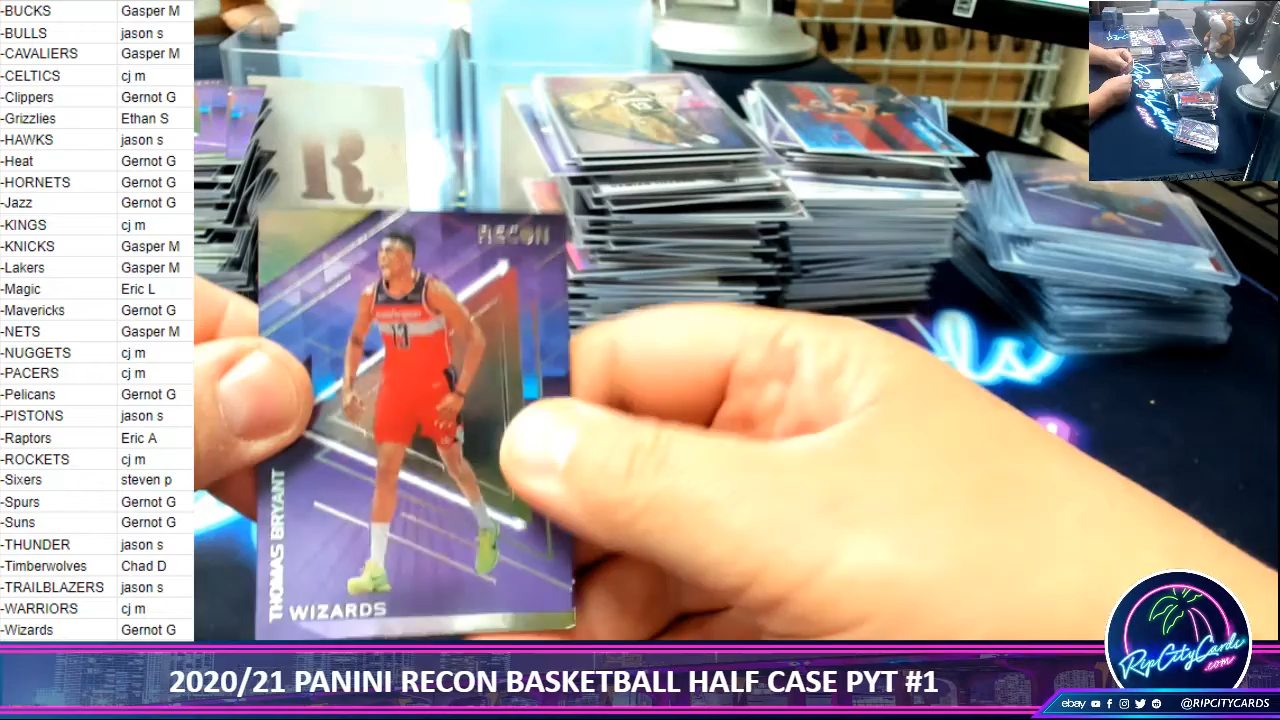 -BUCKS Gasper M
-BULLS jason s
-CAVALIERS Gasper M
-CELTICS cj m
-Clippers Gernot G
-Grizzlies Ethan S
-HAWKS jason s
-Heat Gernot G
-HORNETS Gernot G
-Jazz Gernot G
-KINGS cj m
-KNICKS Gasper M
-Lakers Gasper M
-Magic Eric L
-Mavericks Gernot G
-NETS Gasper M
-NUGGETS cj m
-PACERS cj m
-Pelicans Gernot G
-PISTONS jason s
-Raptors Eric A
-ROCKETS cj m
-Sixers steven p
-Spurs Gernot G
-Suns Gernot G
-THUNDER jason s
-Timberwolves Chad D
-TRAILBLAZERS jason s
-WARRIORS cj m
-Wizards Gernot G
R
RECON
13
THOMAS BRYANT
WIZARDS
2020/21 PANINI RECON BASKETBALL HALF CASE PYT #1
RipCityCards
.com
ebay @RIPCITYCARDS